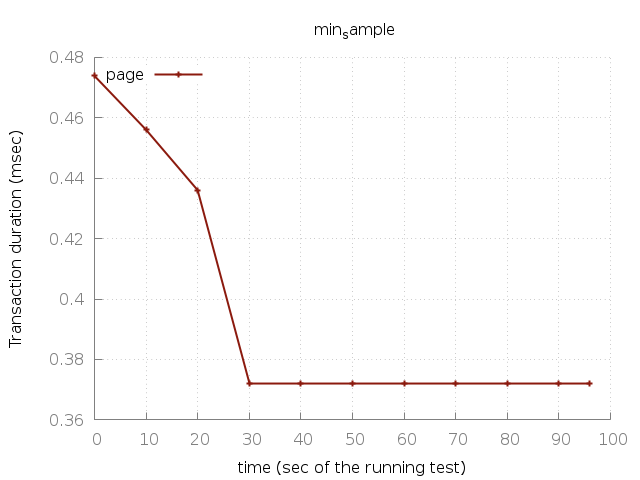 min_sample
0.48
page
0.46
0.44
0.42
0.4
0.38
0.36
0 10 20 30 40 50 60 70 80 90 100
Transaction duration (msec)
time (sec of the running test)